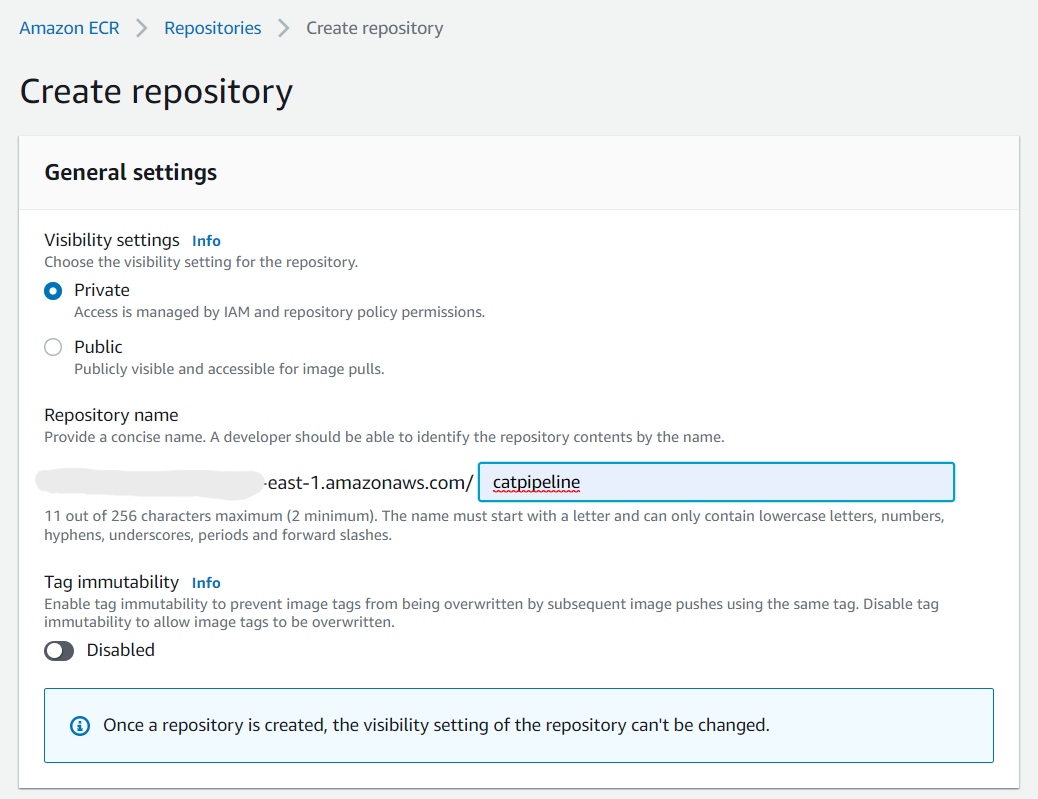 Amazon ECR > Repositories > Create repository
Create repository
General settings
Visibility settings Info
Choose the visibility setting for the repository.
Private
Access is managed by IAM and repository policy permissions.
Public
Publicly visible and accessible for image pulls.
Repository name
Provide a concise name. A developer should be able to identify the repository contents by the name.
-east-1.amazonaws.com/ catpipeline
11 out of 256 characters maximum (2 minimum). The name must start with a letter and can only contain lowercase letters, numbers,
hyphens, underscores, periods and forward slashes.
Tag immutability Info
Enable tag immutability to prevent image tags from being overwritten by subsequent image pushes using the same tag. Disable tag
immutability to allow image tags to be overwritten.
Disabled
Once a repository is created, the visibility setting of the repository can't be changed.